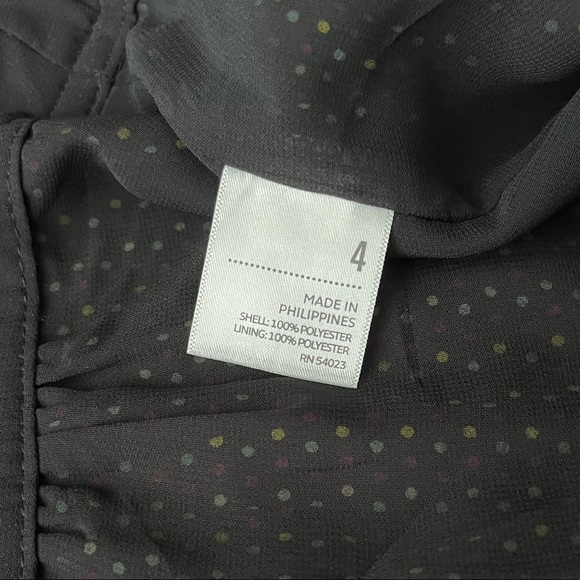 4
MADE IN
PHILIPPINES
SHELL: 100% POLYESTER
LINING: 100% POLYESTER
RN 54023